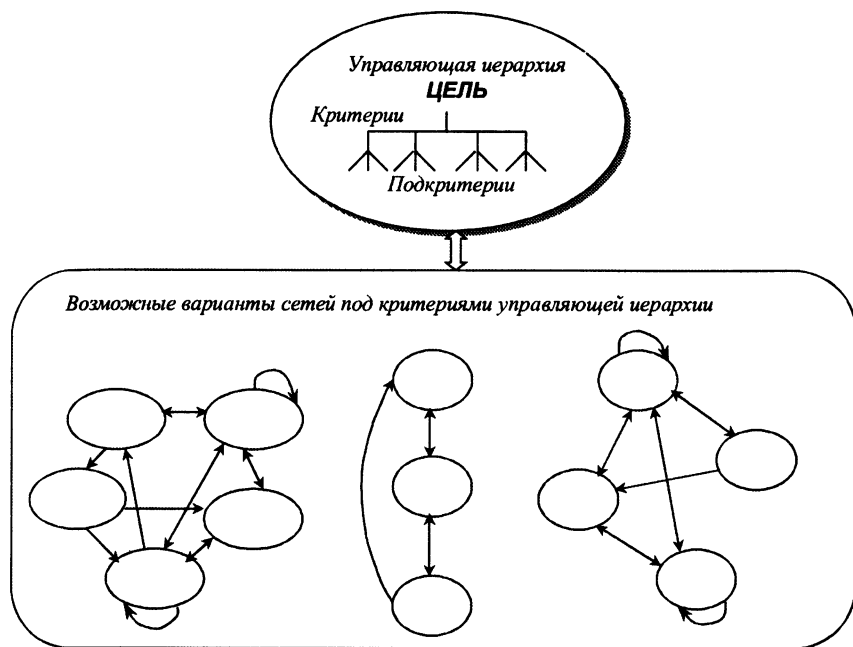 Управляющая иерархия
ЦЕЛЬ
Критерии
Подкритерии
Возможные варианты сетей под критериями управляющей иерархии